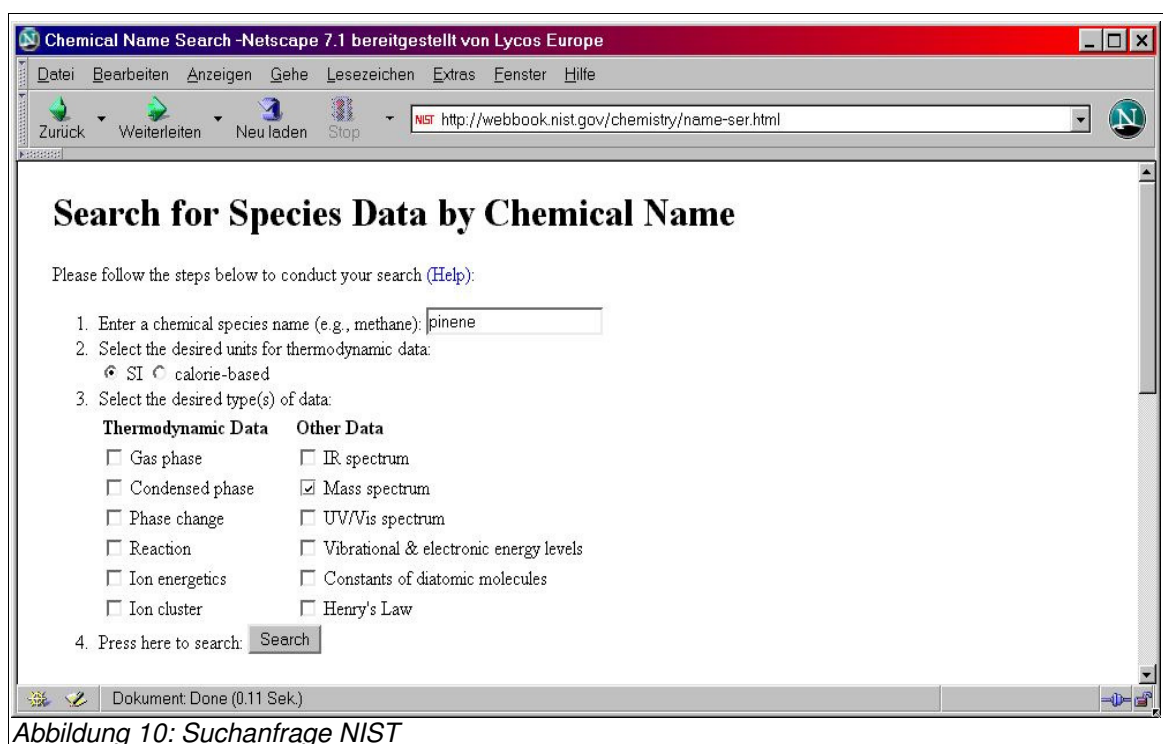 Chemical Name Search -Netscape 7.1 bereitgestellt von Lycos Europe
Datei Bearbeiten Anzeigen Gehe Lesezeichen Extras Fenster Hilfe
Zurück Weiterleiten Neu laden Stop NIST http://webbook.nist.gov/chemistry/name-ser.html N
Search for Species Data by Chemical Name
Please follow the steps below to conduct your search (Help):
1. Enter a chemical species name (e.g., methane): pinene
2. Select the desired units for thermodynamic data:
SI calorie-based
3. Select the desired type(s) of data:
Thermodynamic Data Other Data
Gas phase IR spectrum
Condensed phase Mass spectrum
Phase change UV/Vis spectrum
Reaction Vibrational & electronic energy levels
Ion energetics Constants of diatomic molecules
Ion cluster Henry's Law
4. Press here to search: Search
Dokument: Done (0.11 Sek.)
Abbildung 10: Suchanfrage NIST